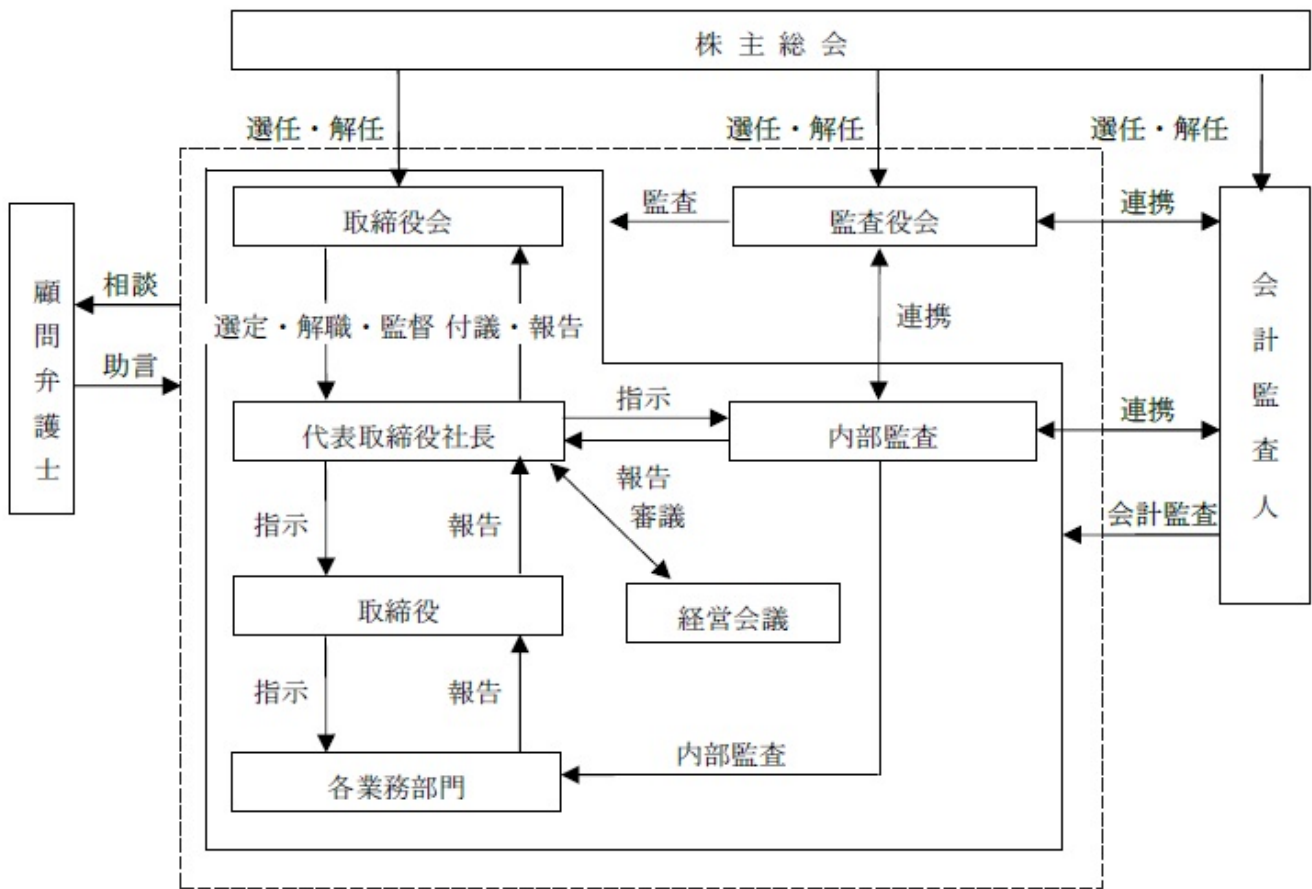 株主総会
選任・解任
選任・解任
選任・解任
取締役会
監査
監査役会
連携
顧問弁護士
相談
助言
会計監査人
選定・解職・監督
付議・報告
連携
代表取締役社長
指示
報告
内部監査
連携
指示
報告
審議
会計監査
取締役
経営会議
指示
報告
内部監査
各業務部門